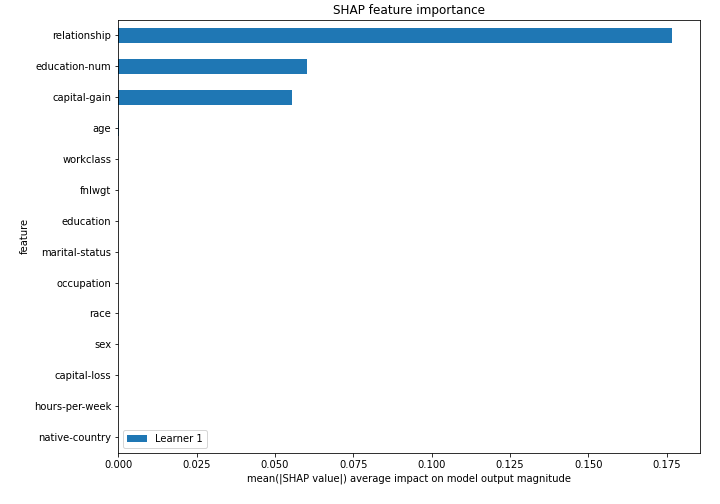 SHAP feature importance
relationship
education-num
capital-gain
age
workclass
fnlwgt
education
marital-status
occupation
race
sex
capital-loss
hours-per-week
native-country
feature
Learner 1
0.000 0.025 0.050 0.075 0.100 0.125 0.150 0.175
mean(|SHAP value|) average impact on model output magnitude